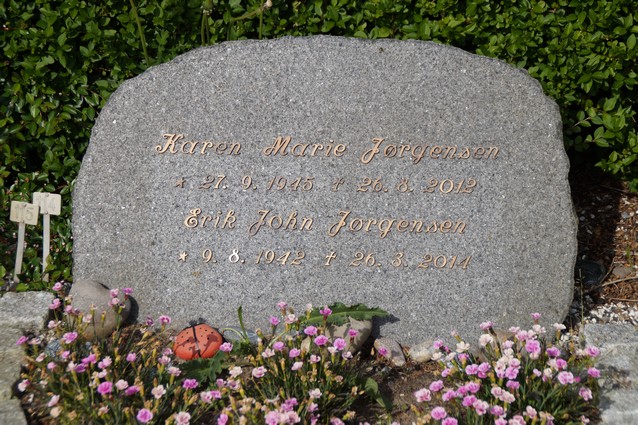 Karen Marie Jørgensen
* 27. 9. 1945 † 26. 8. 2012
Erik John Jørgensen
* 9. 8. 1942 † 26. 3. 2014